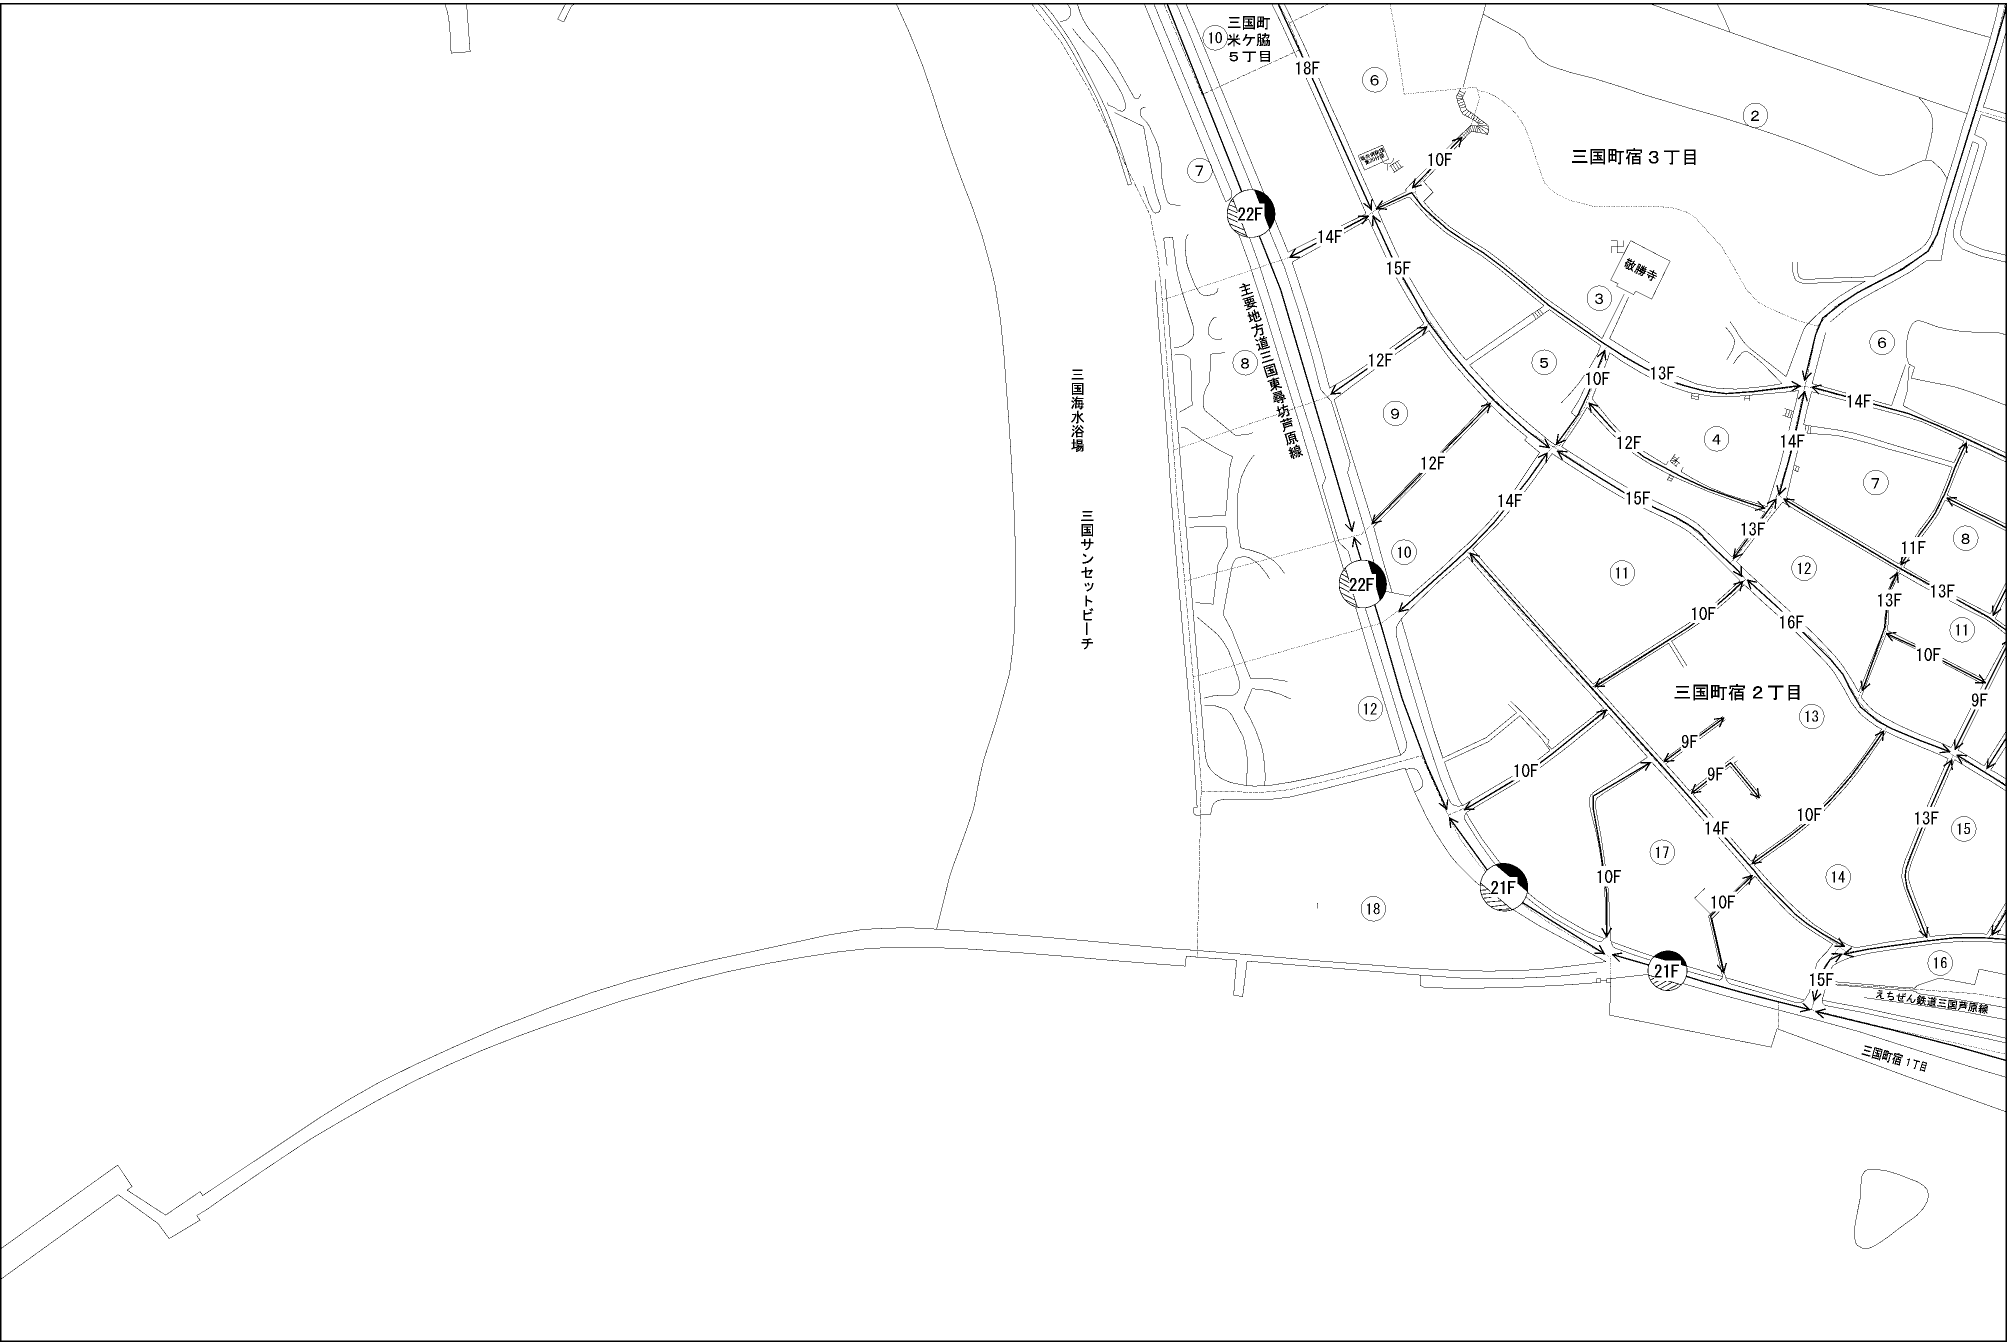 ⑩
三国町
米ケ脇
５丁目
18F
⑥
②
三国町宿３丁目
10F
⑦
22F
14F
15F
敬勝寺
③
主要地方道三国東尋坊芦原線
⑧
12F
⑤
10F
13F
⑥
14F
三国海水浴場
⑨
12F
④
14F
12F
⑦
14F
15F
三国サンセットビーチ
13F
11F
⑧
⑩
22F
⑪
⑫
13F
13F
10F
16F
⑪
10F
三国町宿２丁目
9F
⑫
⑬
9F
10F
9F
14F
10F
13F
⑮
⑰
10F
⑭
21F
10F
⑱
21F
15F
⑯
えちぜん鉄道三国芦原線
三国町宿１丁目